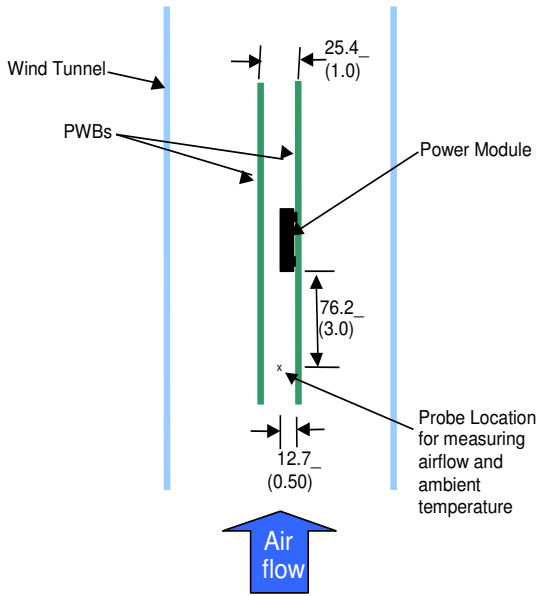 25.4_
(1.0)
Wind Tunnel
PWBs
Power Module
76.2_
(3.0)
x
Probe Location
for measuring
airflow and
ambient
temperature
12.7_
(0.50)
Air
flow